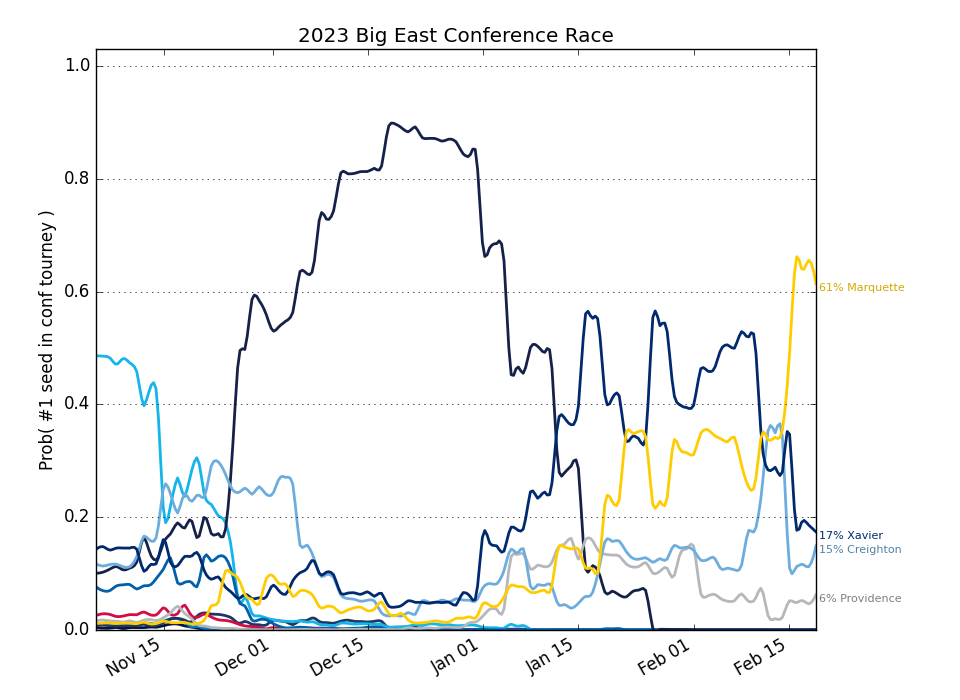 2023 Big East Conference Race
Prob( #1 seed in conf tourney )
1.0
0.8
0.6
0.4
0.2
0.0
61% Marquette
17% Xavier
15% Creighton
6% Providence
Nov 15
Dec 01
Dec 15
Jan 01
Jan 15
Feb 01
Feb 15